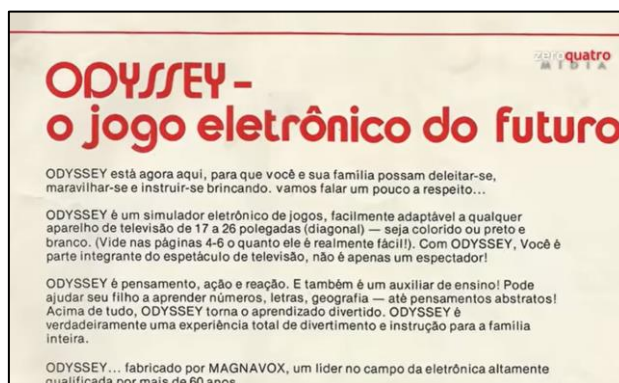 zeroquatro
MÍDIA
ODYSSEY –
o jogo eletrônico do futuro
ODYSSEY está agora aqui, para que você e sua família possam deleitar-se,
maravilhar-se e instruir-se brincando. vamos falar um pouco a respeito...
ODYSSEY é um simulador eletrônico de jogos, facilmente adaptável a qualquer
aparelho de televisão de 17 a 26 polegadas (diagonal) — seja colorido ou preto e
branco. (Vide nas páginas 4-6 o quanto ele é realmente fácil!). Com ODYSSEY, Você é
parte integrante do espetáculo de televisão, não é apenas um espectador!
ODYSSEY é pensamento, ação e reação. E também é um auxiliar de ensino! Pode
ajudar seu filho a aprender números, letras, geografia — até pensamentos abstratos!
Acima de tudo, ODYSSEY torna o aprendizado divertido. ODYSSEY é
verdadeiramente uma experiência total de divertimento e instrução para a família
inteira.
ODYSSEY... fabricado por MAGNAVOX, um líder no campo da eletrônica altamente
qualificada por mais de 60 anos.